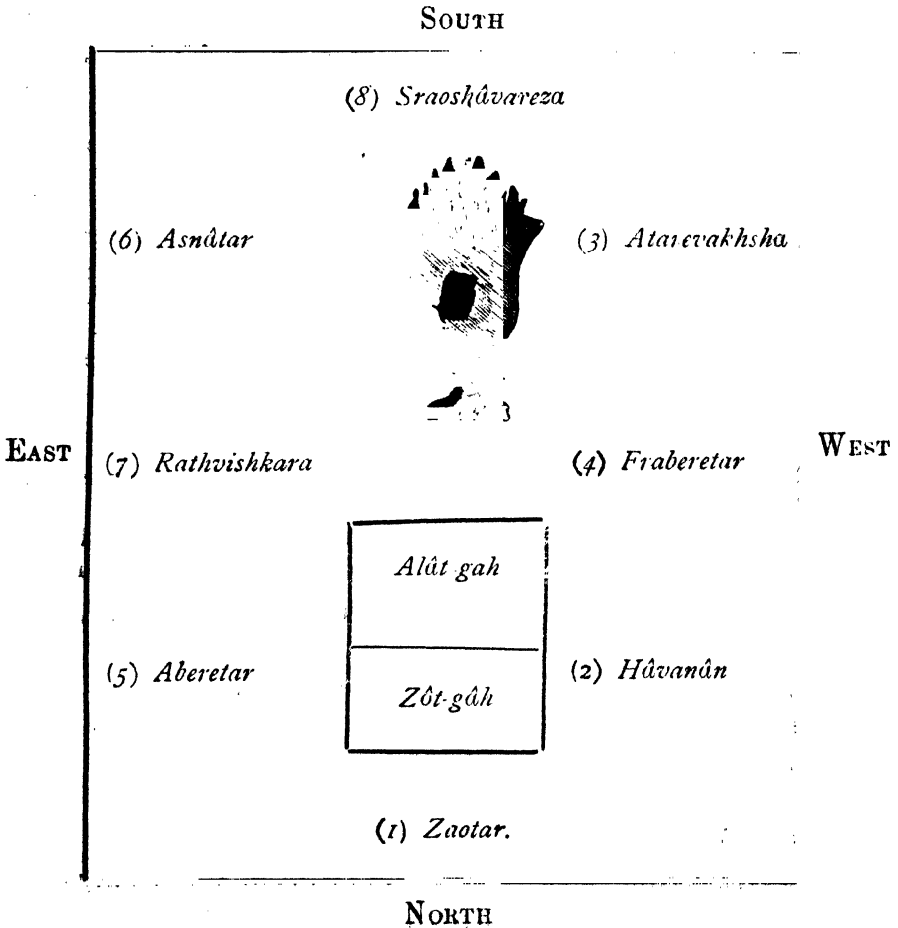 SOUTH
(8) Sraoshâvareza
(6) Asnâtar
(3) Atarevakhsha
EAST
WEST
(7) Rathvishkara
(4) Fraberetar
Alât gah
(5) Aberetar
(2) Hâvanân
Zôt-gâh
(1) Zaotar.
NORTH